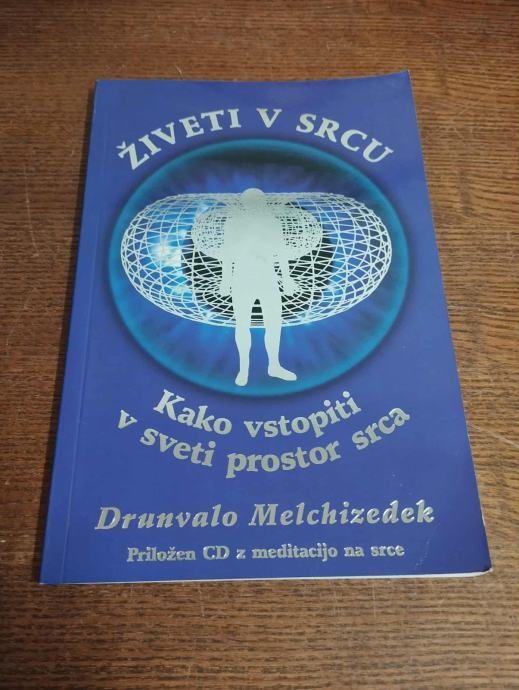 ŽIVETI V SRCU
Kako vstopiti
v sveti prostor srca
Drunvalo Melchizedek
Priložen CD z meditacijo na srce